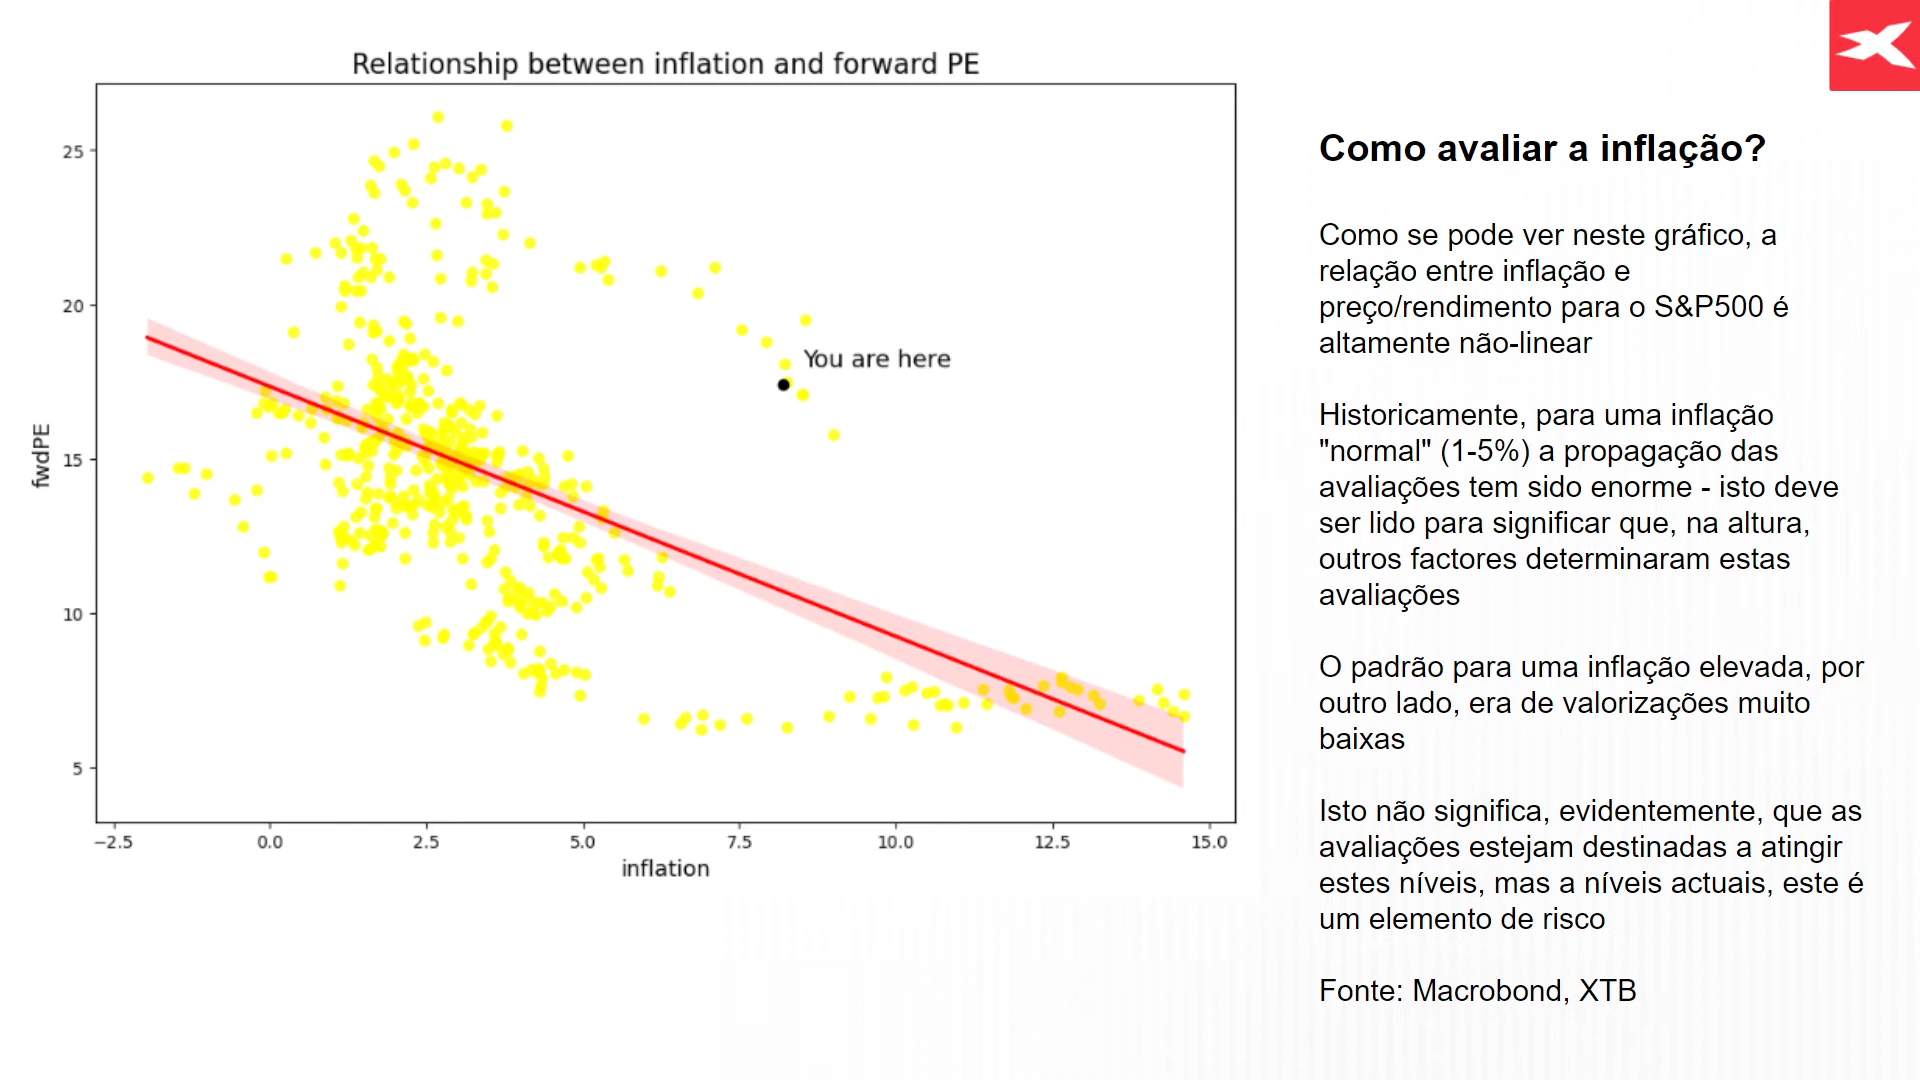 Relationship between inflation and forward PE
25
20
15
10
5
fwdPE
You are here
−2.5 0.0 2.5 5.0 7.5 10.0 12.5 15.0
inflation
Como avaliar a inflação?
Como se pode ver neste gráfico, a
relação entre inflação e
preço/rendimento para o S&P500 é
altamente não-linear
Historicamente, para uma inflação
"normal" (1-5%) a propagação das
avaliações tem sido enorme - isto deve
ser lido para significar que, na altura,
outros factores determinaram estas
avaliações
O padrão para uma inflação elevada, por
outro lado, era de valorizações muito
baixas
Isto não significa, evidentemente, que as
avaliações estejam destinadas a atingir
estes níveis, mas a níveis actuais, este é
um elemento de risco
Fonte: Macrobond, XTB